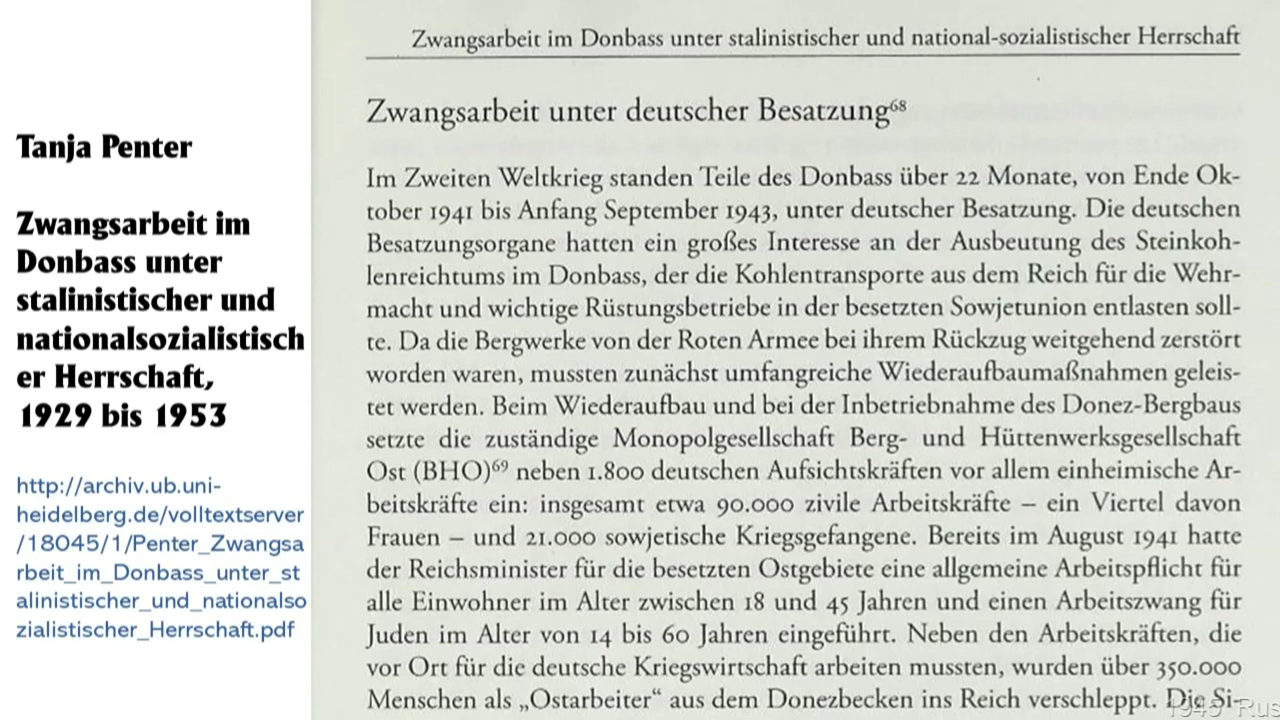 Tanja Penter
Zwangsarbeit im
Donbass unter
stalinistischer und
nationalsozialistisch
er Herrschaft,
1929 bis 1953
http://archiv.ub.uni-
heidelberg.de/volltextserver
/18045/1/Penter_Zwangsa
rbeit_im_Donbass_unter_st
alinistischer_und_nationalso
zialistischer_Herrschaft.pdf
Zwangsarbeit im Donbass unter stalinistischer und national-sozialistischer Herrschaft
Zwangsarbeit unter deutscher Besatzung⁶⁸
Im Zweiten Weltkrieg standen Teile des Donbass über 22 Monate, von Ende Ok-
tober 1941 bis Anfang September 1943, unter deutscher Besatzung. Die deutschen
Besatzungsorgane hatten ein großes Interesse an der Ausbeutung des Steinkoh-
lenreichtums im Donbass, der die Kohlentransporte aus dem Reich für die Wehr-
macht und wichtige Rüstungsbetriebe in der besetzten Sowjetunion entlasten soll-
te. Da die Bergwerke von der Roten Armee bei ihrem Rückzug weitgehend zerstört
worden waren, mussten zunächst umfangreiche Wiederaufbaumaßnahmen geleis-
tet werden. Beim Wiederaufbau und bei der Inbetriebnahme des Donez-Bergbaus
setzte die zuständige Monopolgesellschaft Berg- und Hüttenwerksgesellschaft
Ost (BHO)⁶⁹ neben 1.800 deutschen Aufsichtskräften vor allem einheimische Ar-
beitskräfte ein: insgesamt etwa 90.000 zivile Arbeitskräfte – ein Viertel davon
Frauen – und 21.000 sowjetische Kriegsgefangene. Bereits im August 1941 hatte
der Reichsminister für die besetzten Ostgebiete eine allgemeine Arbeitspflicht für
alle Einwohner im Alter zwischen 18 und 45 Jahren und einen Arbeitszwang für
Juden im Alter von 14 bis 60 Jahren eingeführt. Neben den Arbeitskräften, die
vor Ort für die deutsche Kriegswirtschaft arbeiten mussten, wurden über 350.000
Menschen als „Ostarbeiter“ aus dem Donezbecken ins Reich verschleppt. Die Si-
1945 Rus